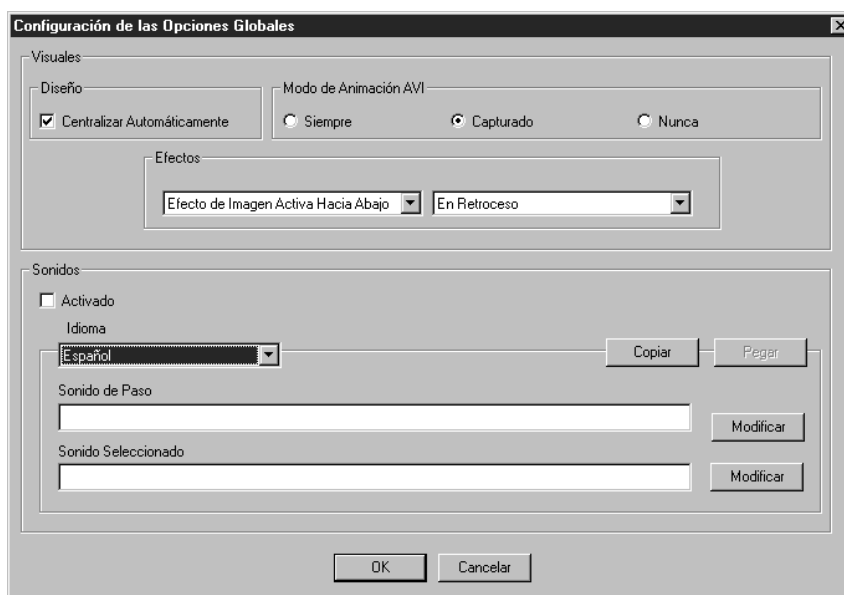 Configuración de las Opciones Globales
Visuales
Diseño
Modo de Animación AVI
Centralizar Automáticamente
Siempre
Capturado
Nunca
Efectos
Efecto de Imagen Activa Hacia Abajo
En Retroceso
Sonidos
Activado
Idioma
Español
Copiar
Pegar
Sonido de Paso
Modificar
Sonido Seleccionado
Modificar
OK
Cancelar